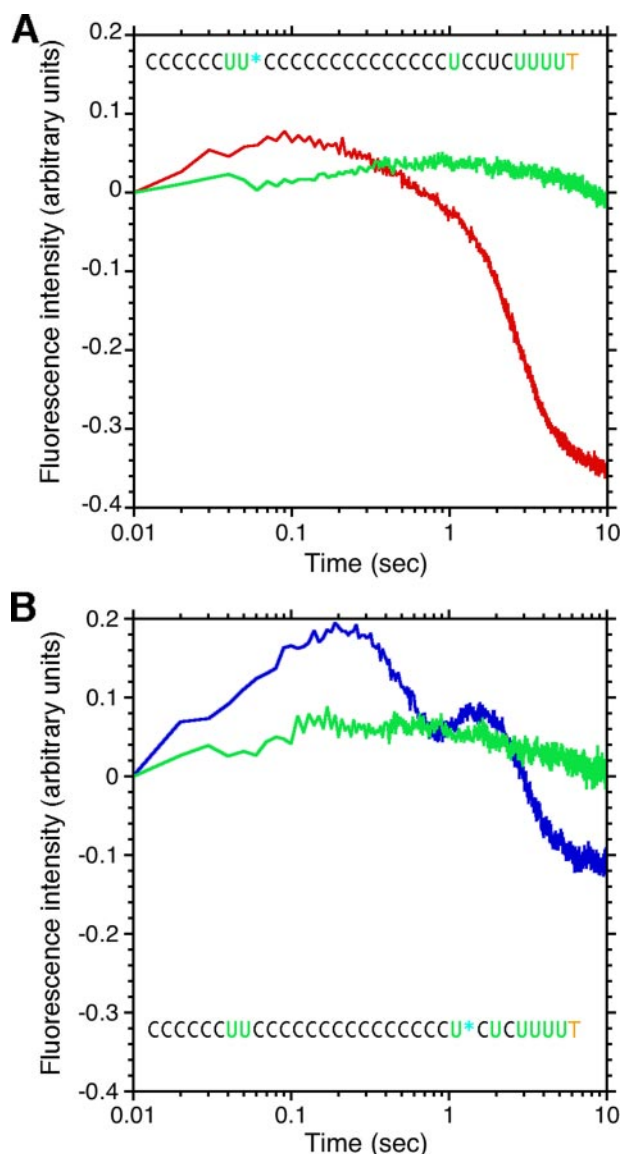 A
0.2
CCCCCCUU*CCCCCCCCCCCCCCUCCUCUUUUT
0.1
0
-0.1
-0.2
-0.3
-0.4
Fluorescence intensity (arbitrary units)
0.01 0.1 1 10
Time (sec)
B
0.2
0.1
0
-0.1
-0.2
-0.3
-0.4
Fluorescence intensity (arbitrary units)
CCCCCCUUCCCCCCCCCCCCCCCU*CUCUUUUT
0.01 0.1 1 10
Time (sec)